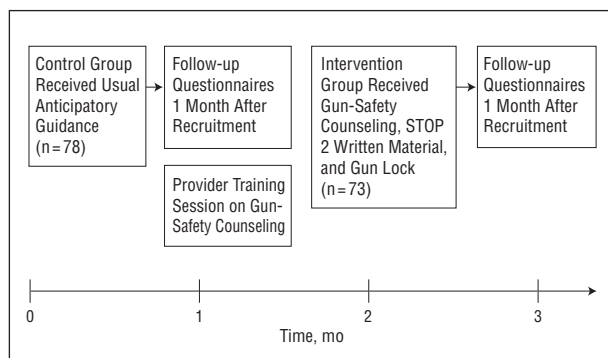 Control Group
Received Usual
Anticipatory
Guidance
(n = 78)
Follow-up
Questionnaires
1 Month After
Recruitment
Provider Training
Session on Gun-
Safety Counseling
Intervention
Group Received
Gun-Safety
Counseling, STOP
2 Written Material,
and Gun Lock
(n = 73)
Follow-up
Questionnaires
1 Month After
Recruitment
0 1 2 3
Time, mo